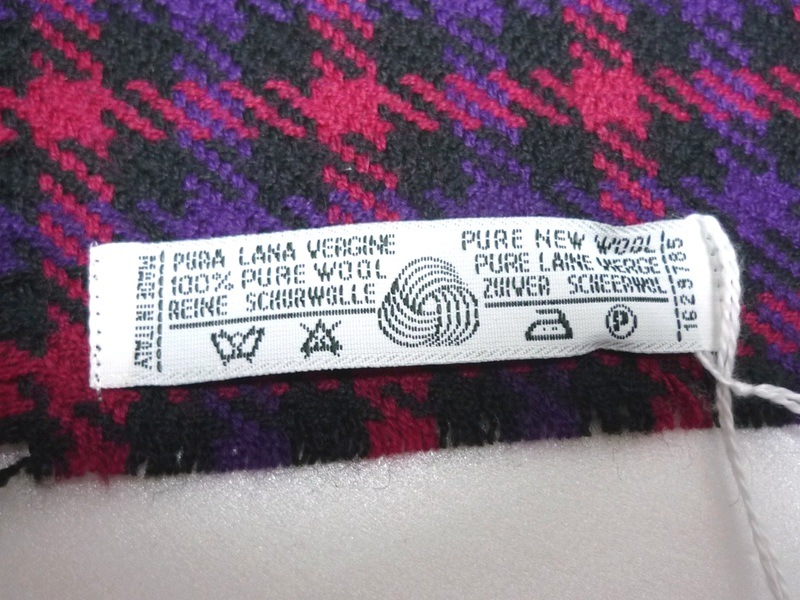 MADE IN ITALY
PURA LANA VERGINE
100% PURE WOOL
REINE SCHURWOLLE
PURE NEW WOOL
PURE LAINE VIERGE
ZUIVER SCHEERWOL
P
1629785